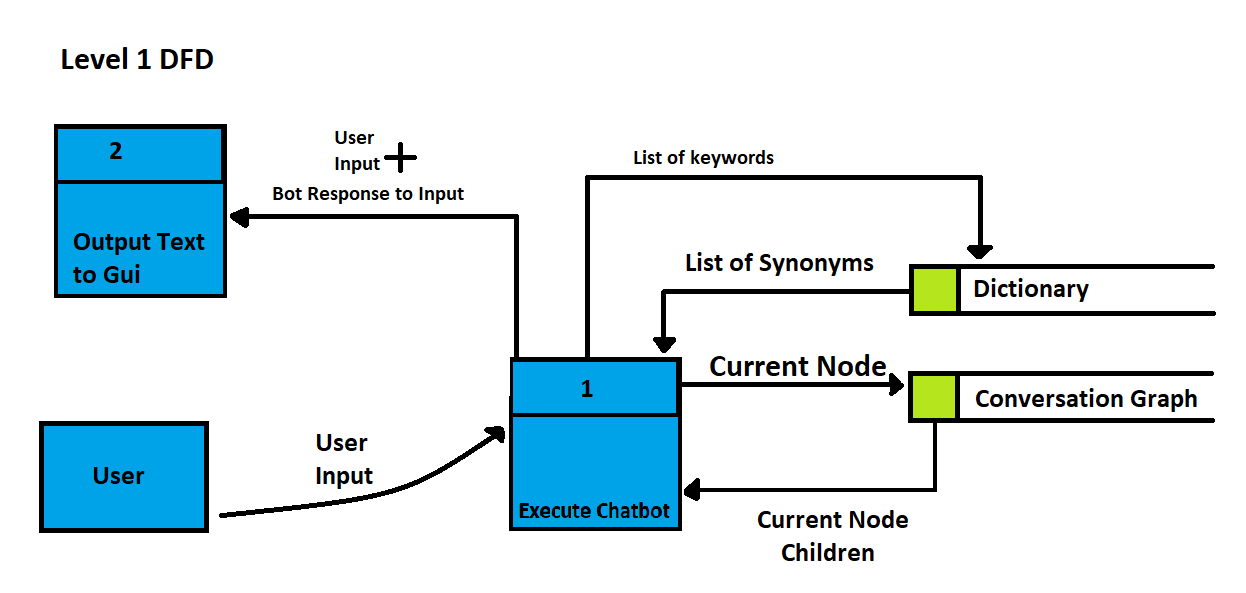 Level 1 DFD
2
Output Text
to Gui
User
Input
Bot Response to Input
List of keywords
List of Synonyms
Dictionary
Current Node
1
Execute Chatbot
Conversation Graph
User
User
Input
Current Node
Children